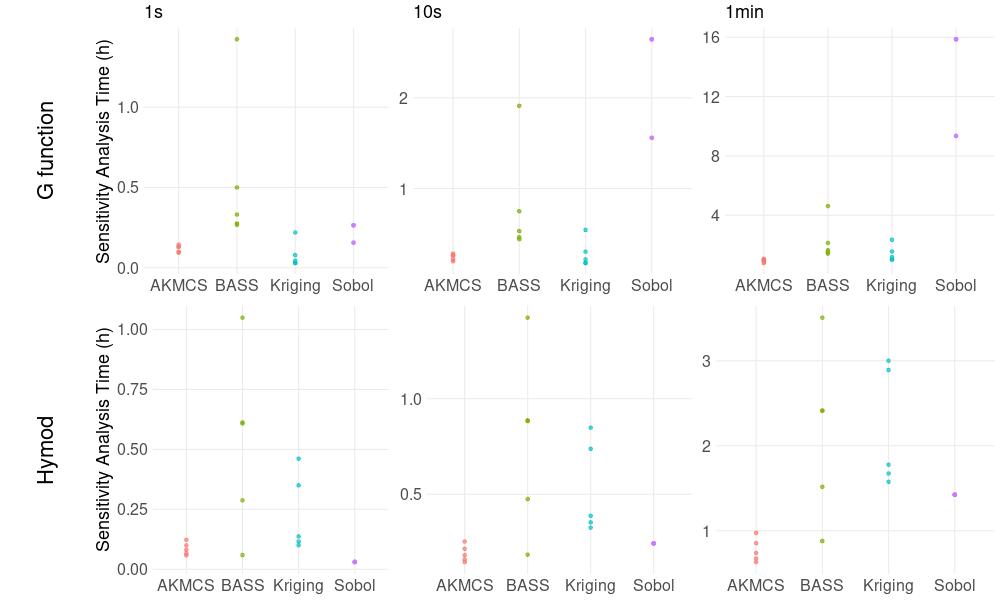 1s
10s
1min
G function
Sensitivity Analysis Time (h)
1.0
0.5
0.0
AKMCS BASS Kriging Sobol
2
1
AKMCS BASS Kriging Sobol
16
12
8
4
AKMCS BASS Kriging Sobol
Hymod
Sensitivity Analysis Time (h)
1.00
0.75
0.50
0.25
0.00
AKMCS BASS Kriging Sobol
1.0
0.5
AKMCS BASS Kriging Sobol
3
2
1
AKMCS BASS Kriging Sobol